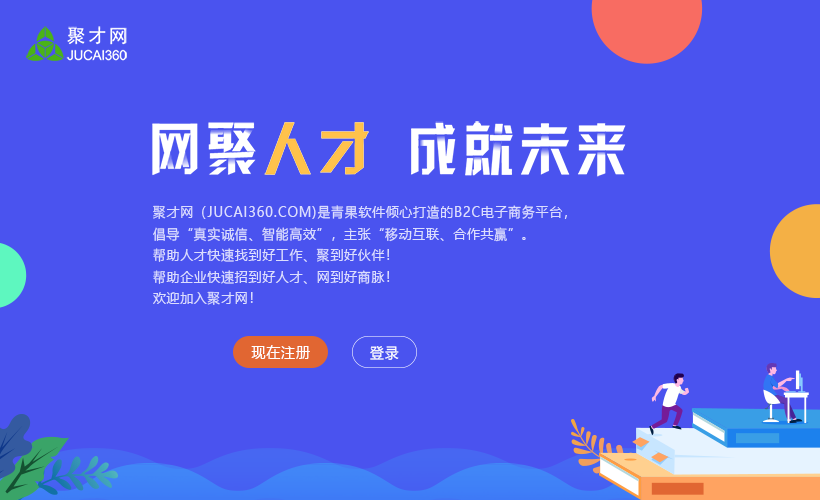 聚才网
JUCAI360
网聚人才 成就未来
聚才网（JUCAI360.COM)是青果软件倾心打造的B2C电子商务平台，
倡导“真实诚信、智能高效”，主张“移动互联、合作共赢”。
帮助人才快速找到好工作、聚到好伙伴！
帮助企业快速招到好人才、网到好商脉！
欢迎加入聚才网！
现在注册 登录